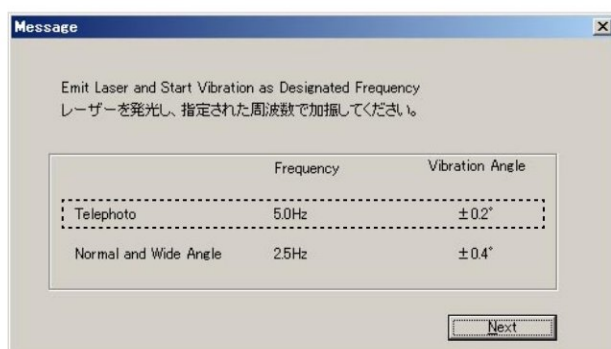 Message
Emit Laser and Start Vibration as Designated Frequency
レーザーを発光し、指定された周波数で加振してください。
Frequency Vibration Angle
Telephoto 5.0Hz ±0.2°
Normal and Wide Angle 2.5Hz ±0.4°
Next